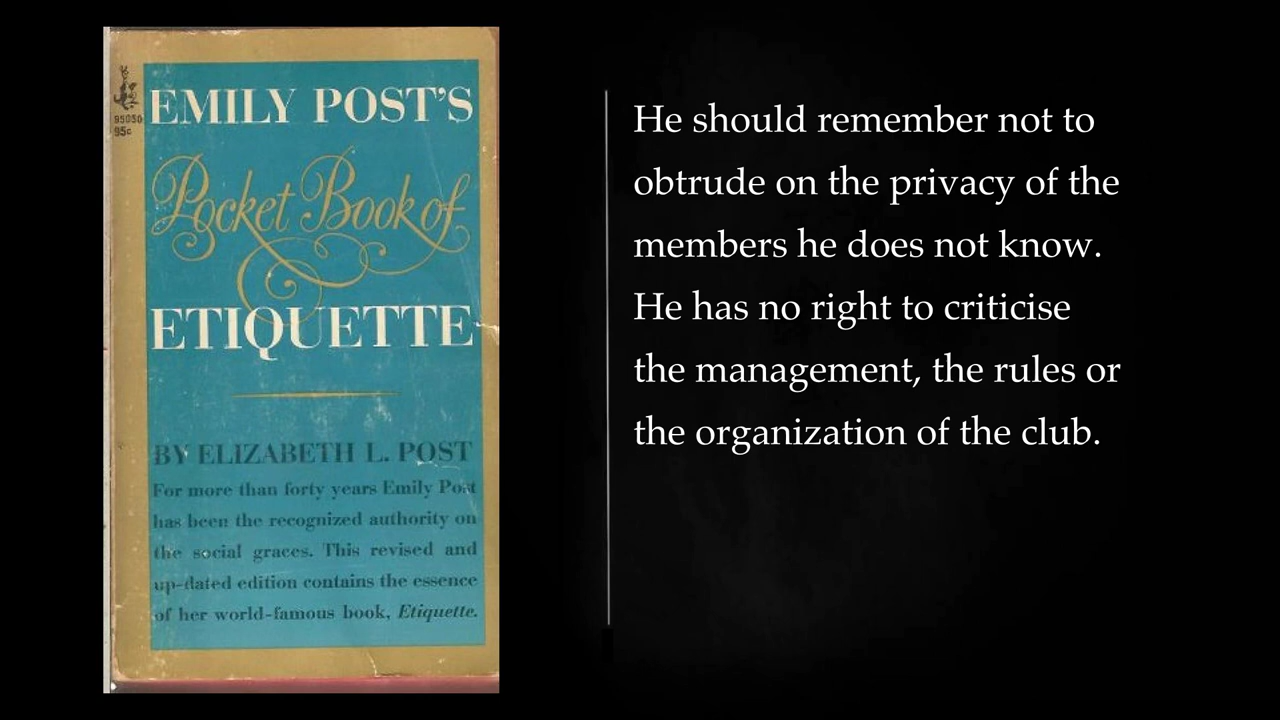 EMILY POST'S
Pocket Book of
ETIQUETTE
95050
95c
BY ELIZABETH L. POST
For more than forty years Emily Post
has been the recognized authority on
the social graces. This revised and
up-dated edition contains the essence
of her world-famous book, Etiquette.
He should remember not to
obtrude on the privacy of the
members he does not know.
He has no right to criticise
the management, the rules or
the organization of the club.